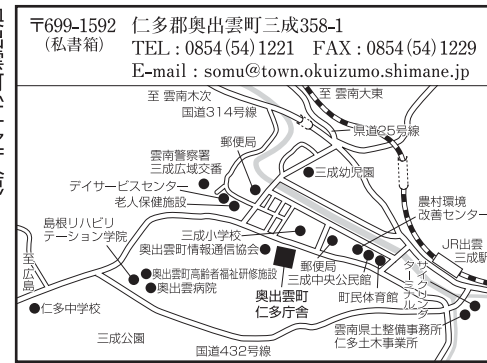 〒699-1592 仁多郡奥出雲町三成358-1
(私書箱)
TEL:0854(54)1221 FAX:0854(54)1229
E-mail:somu@town.okuizumo.shimane.jp
至 雲南木次
至 雲南大東
国道314号線
県道25号線
郵便局
雲南警察署
三成広域交番
三成幼児園
デイサービスセンター
老人保健施設
農村環境
改善センター
島根リハビリ
テーション学院
三成小学校
奥出雲町情報通信協会
JR出雲
三成駅
至広島
奥出雲町高齢者福祉研修施設
奥出雲病院
郵便局
三成中央公民館
町民体育館
サイクリング
ターミナル
奥出雲町
仁多庁舎
仁多中学校
雲南県土整備事務所
仁多土木事業所
三成公園
国道432号線